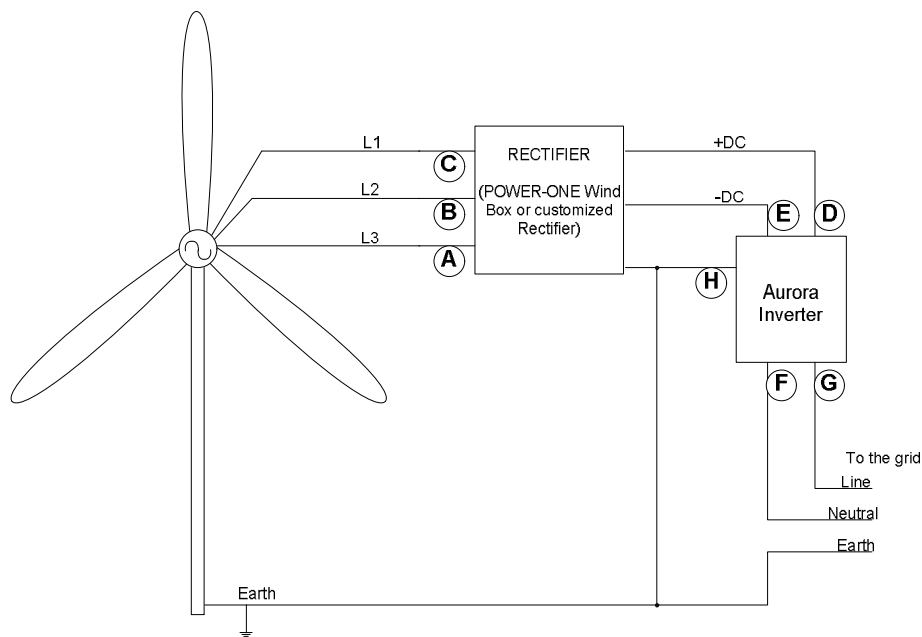 L1
C
L2
B
L3
A
RECTIFIER
(POWER-ONE Wind
Box or customized
Rectifier)
+DC
-DC
E
D
H
Aurora
Inverter
F
G
To the grid
Line
Neutral
Earth
Earth